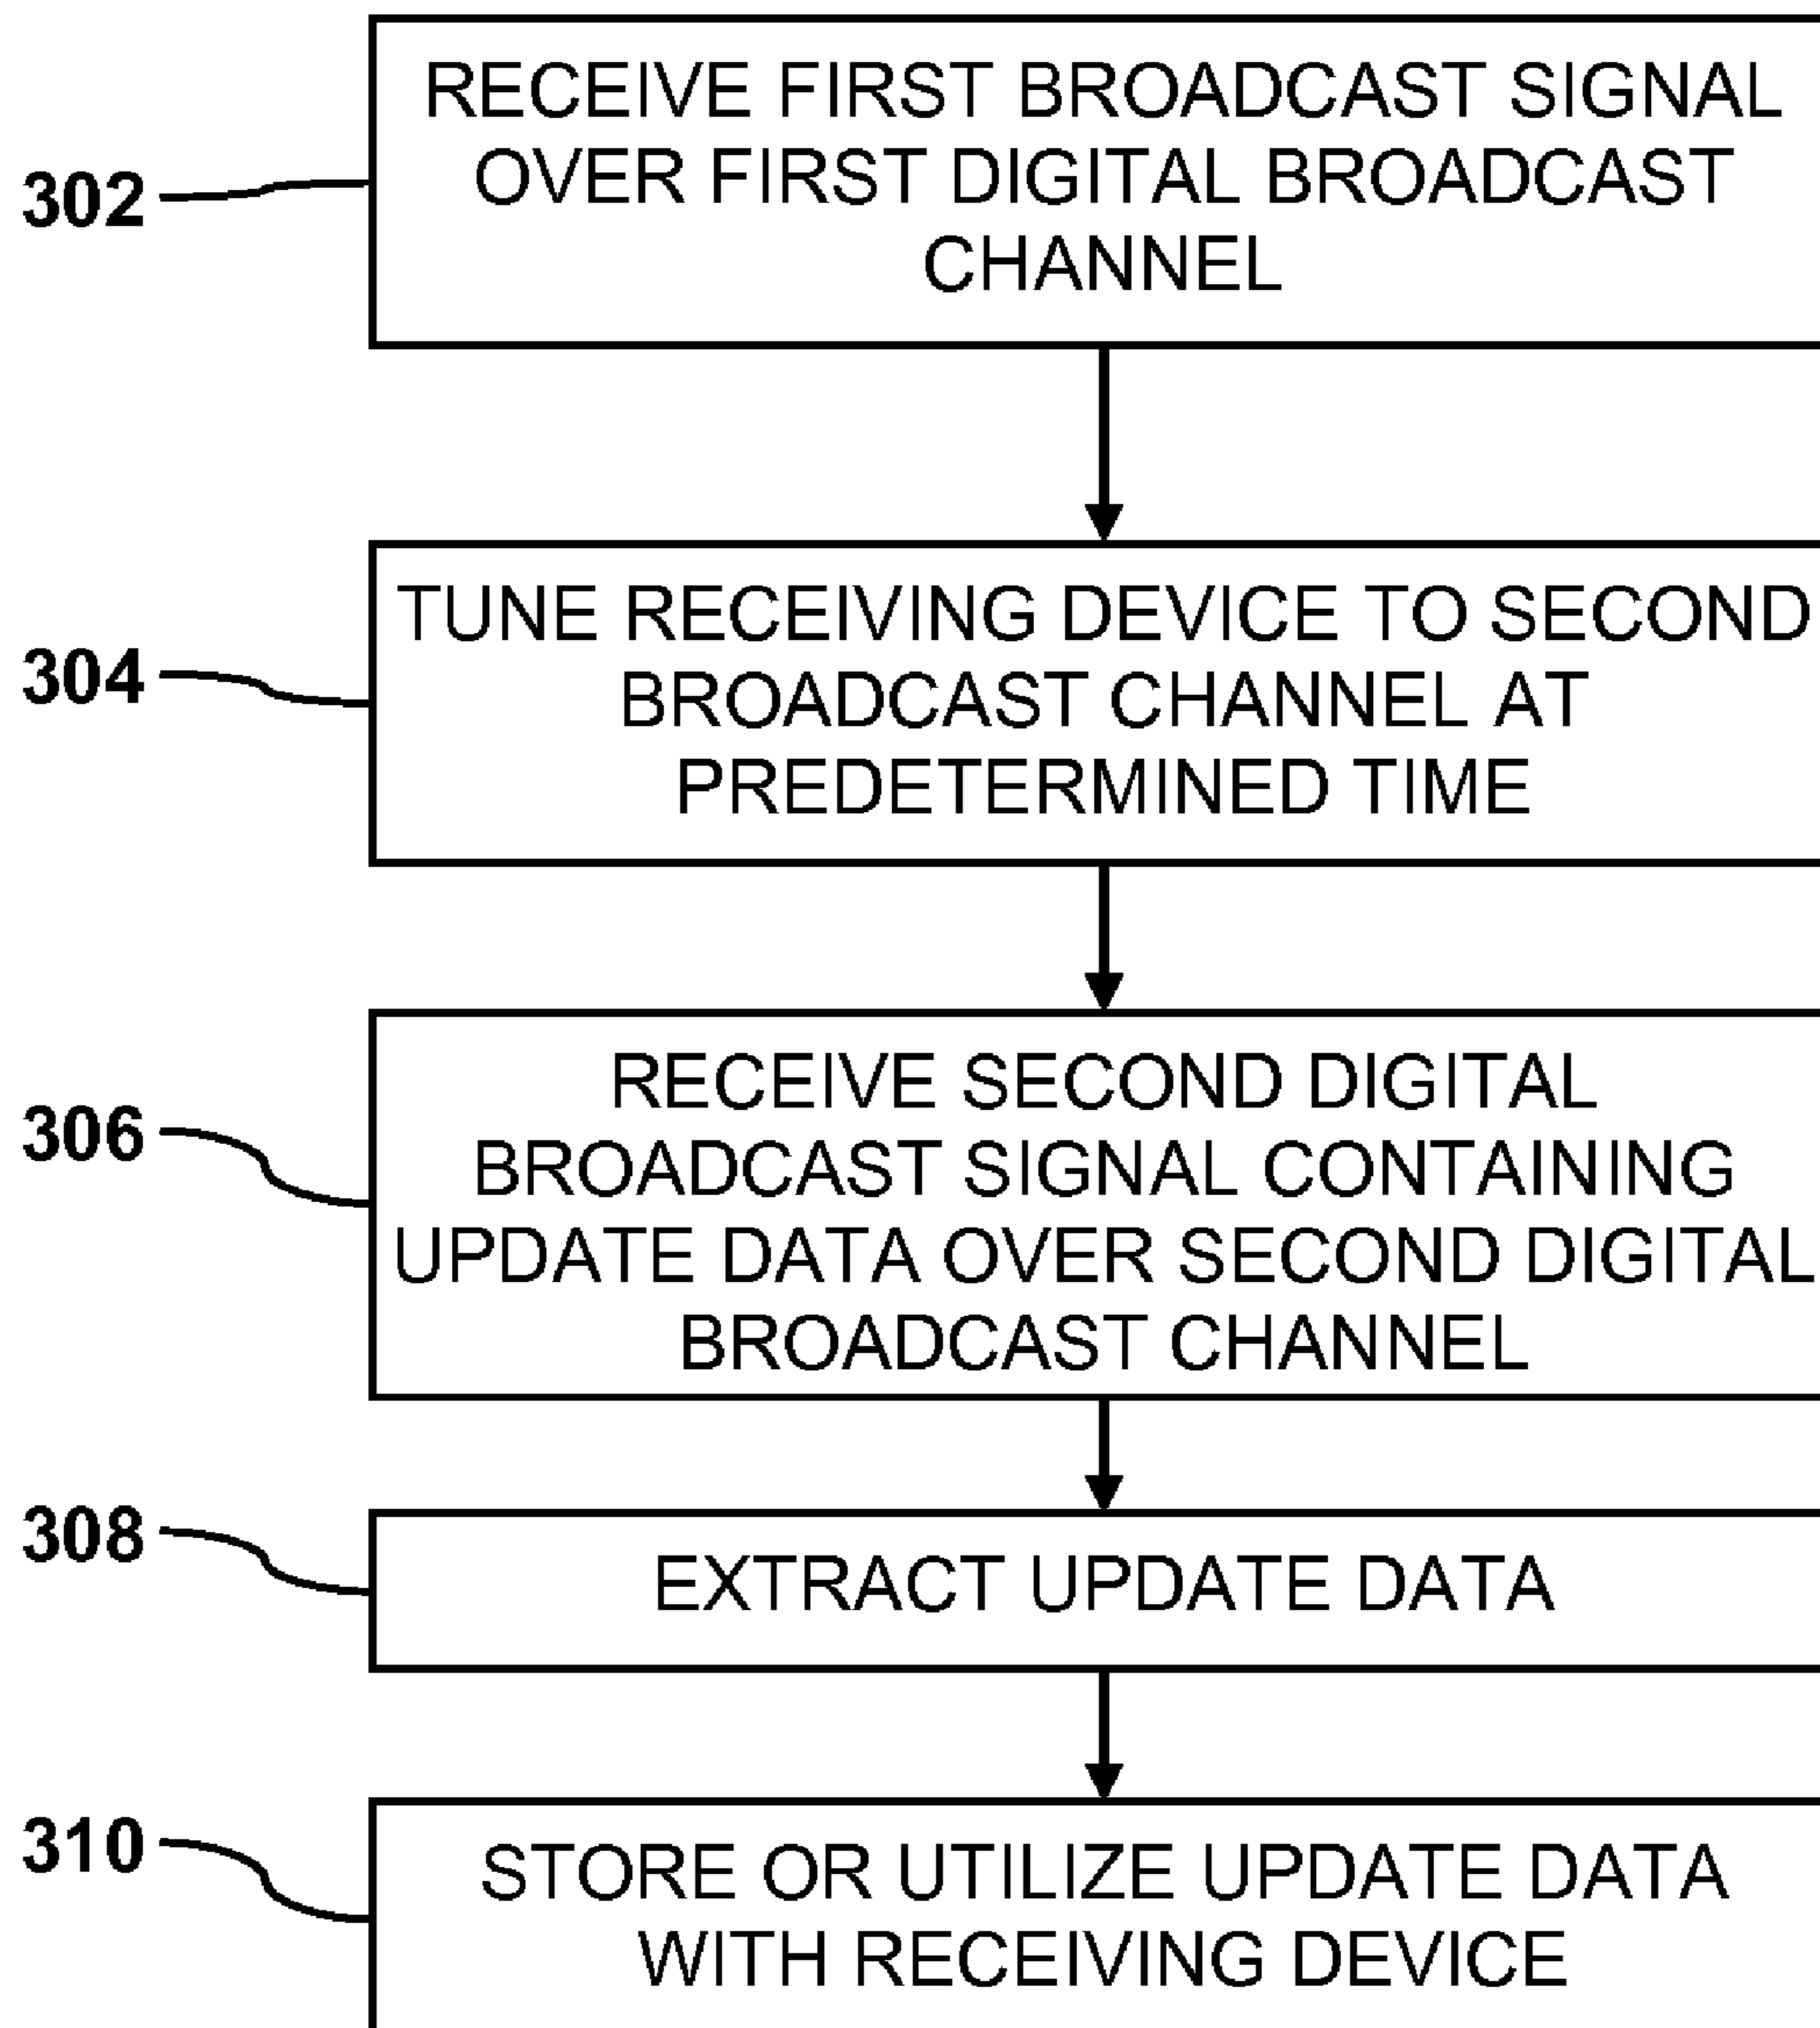 302
RECEIVE FIRST BROADCAST SIGNAL
OVER FIRST DIGITAL BROADCAST
CHANNEL
304
TUNE RECEIVING DEVICE TO SECOND
BROADCAST CHANNEL AT
PREDETERMINED TIME
306
RECEIVE SECOND DIGITAL
BROADCAST SIGNAL CONTAINING
UPDATE DATA OVER SECOND DIGITAL
BROADCAST CHANNEL
308
EXTRACT UPDATE DATA
310
STORE OR UTILIZE UPDATE DATA
WITH RECEIVING DEVICE